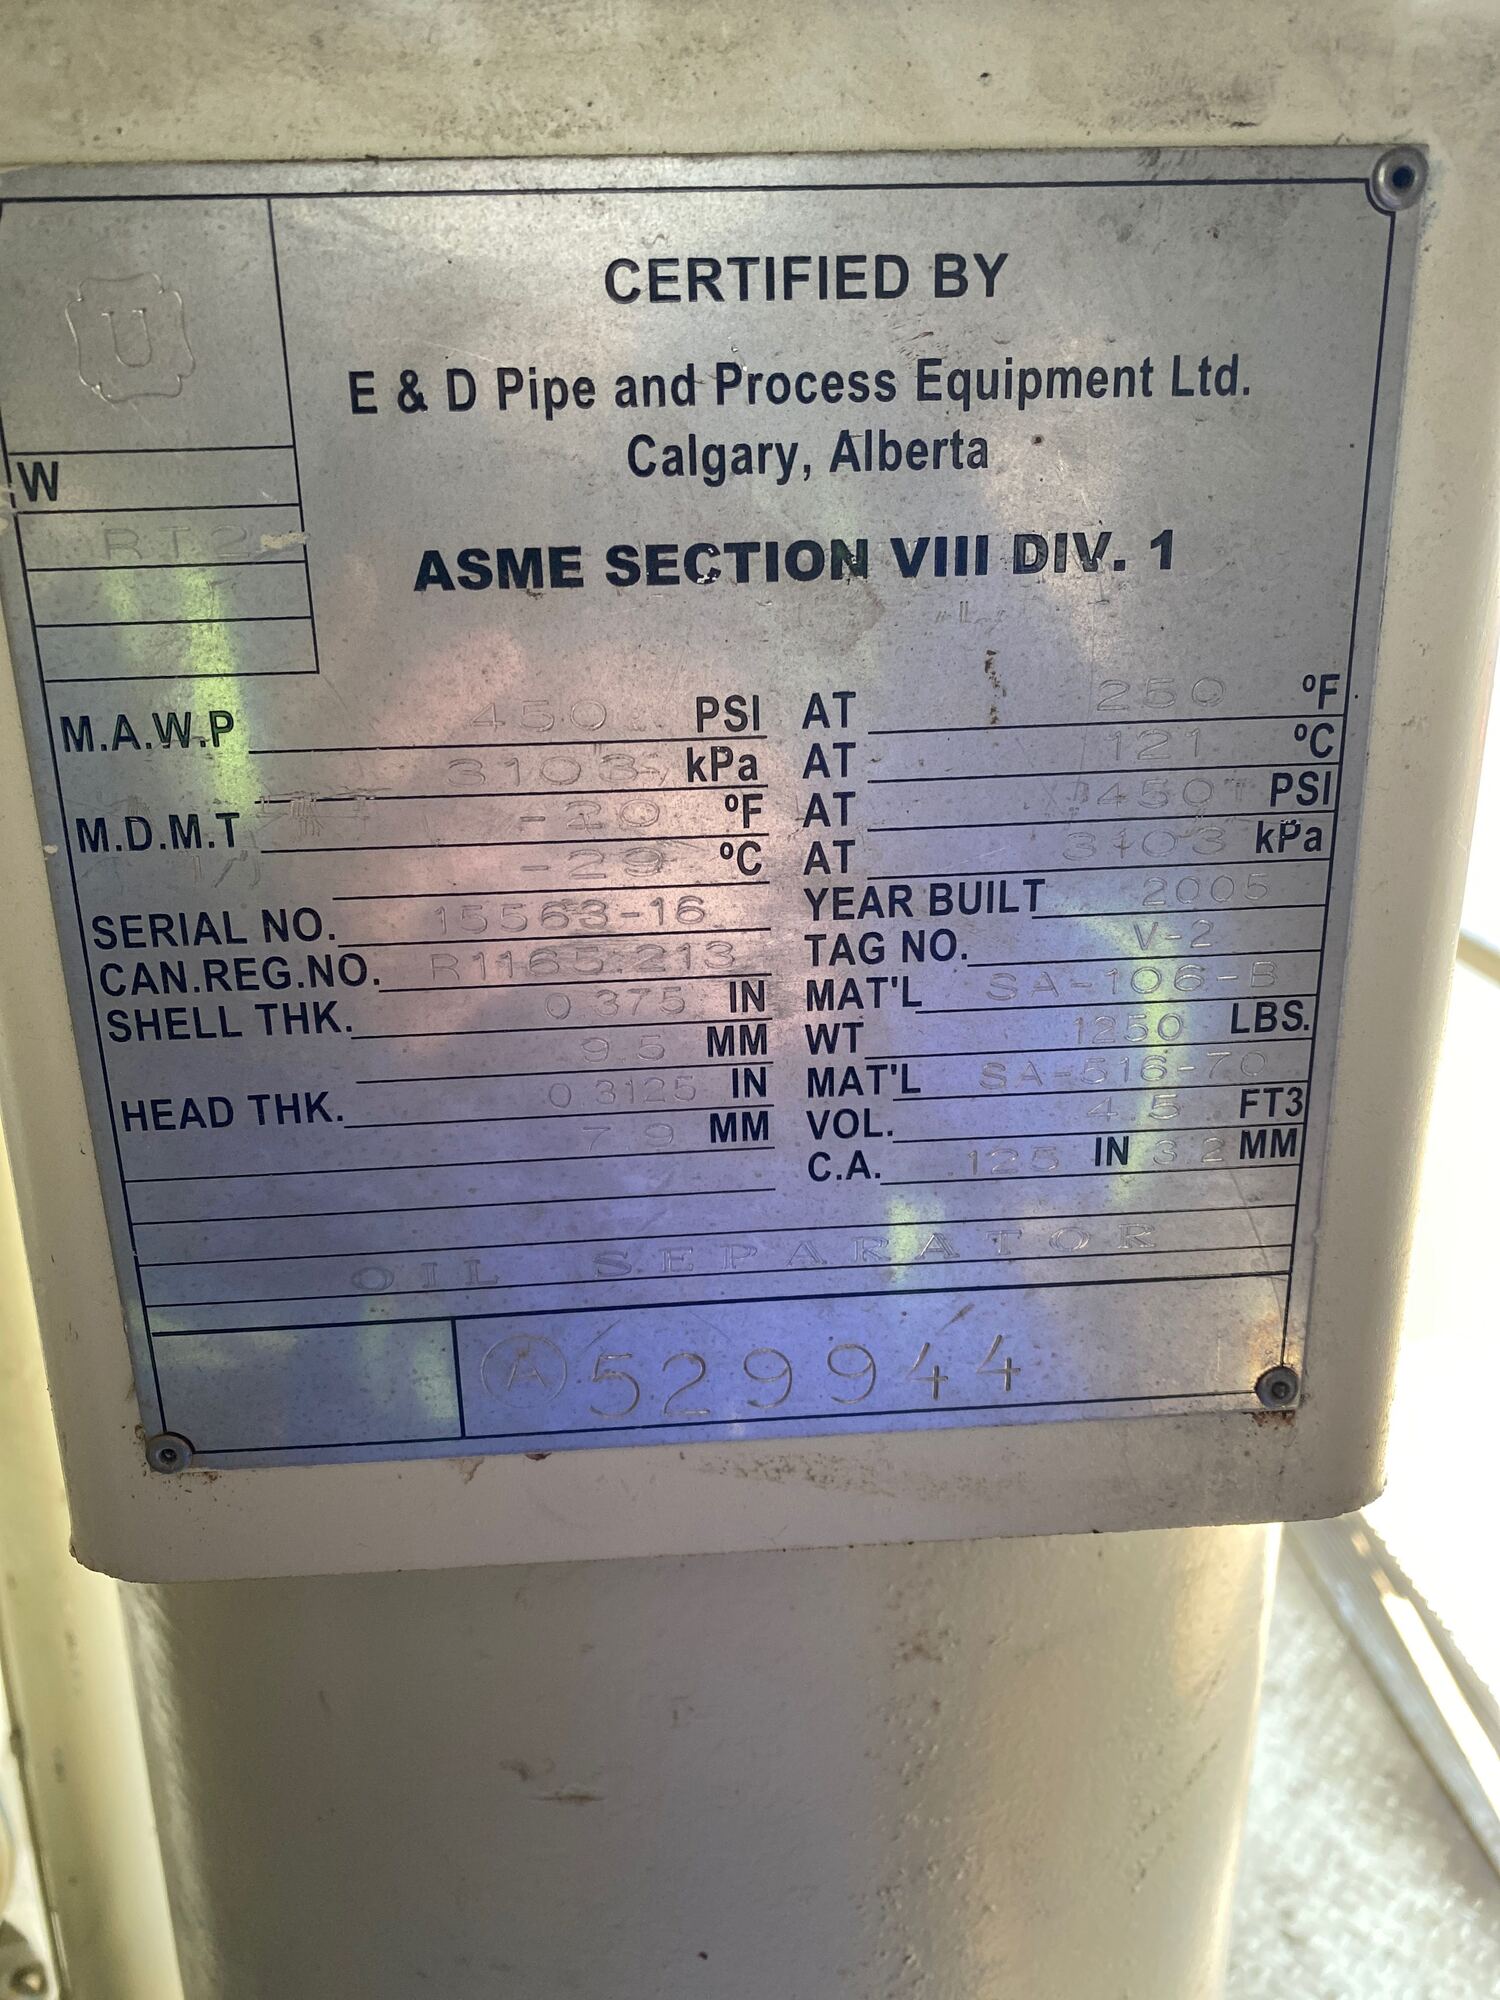 U
CERTIFIED BY
E & D Pipe and Process Equipment Ltd.
Calgary, Alberta
W
RT2
ASME SECTION VIII DIV. 1
M.A.W.P 450 PSI AT 250 ºF
3103 kPa AT 121 ºC
M.D.M.T -20 ºF AT 450 PSI
-29 ºC AT 3103 kPa
SERIAL NO. 15563-16 YEAR BUILT 2005
CAN.REG.NO. R1165.213 TAG NO. V-2
SHELL THK. 0.375 IN MAT'L SA-106-B
9.5 MM WT 1250 LBS.
HEAD THK. 0.3125 IN MAT'L SA-516-70
7.9 MM VOL. 4.5 FT3
C.A. .125 IN 3.2 MM
OIL SEPARATOR
A 529944